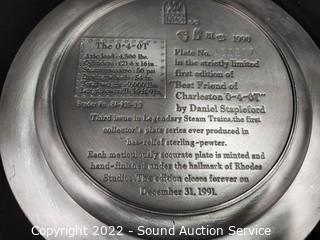 1990
The 0-4-0T
Plate No.
in the strictly limited
first edition of
"Best Friend of
Charleston 0-4-0T"
by Daniel Stapleford
Third issue in Legendary Steam Trains, the first
collector's plate series ever produced in
bas-relief sterling-pewter.
Each meticulously accurate plate is minted and
hand-finished under the hallmark of Rhodes
Studio. The edition closes forever on
December 31, 1991.
Copyright 2022 - Sound Auction Service